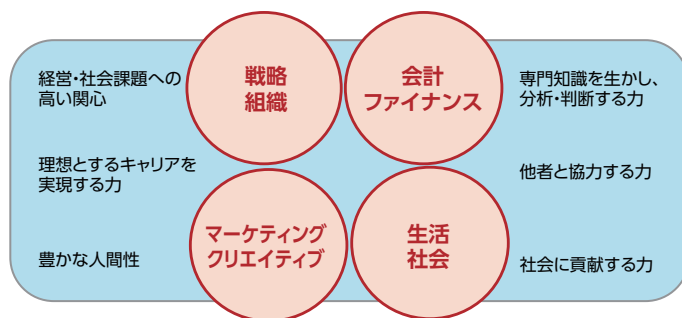 経営・社会課題への
高い関心
理想とするキャリアを
実現する力
豊かな人間性
戦略
組織
会計
ファイナンス
マーケティング
クリエイティブ
生活
社会
専門知識を生かし、
分析・判断する力
他者と協力する力
社会に貢献する力